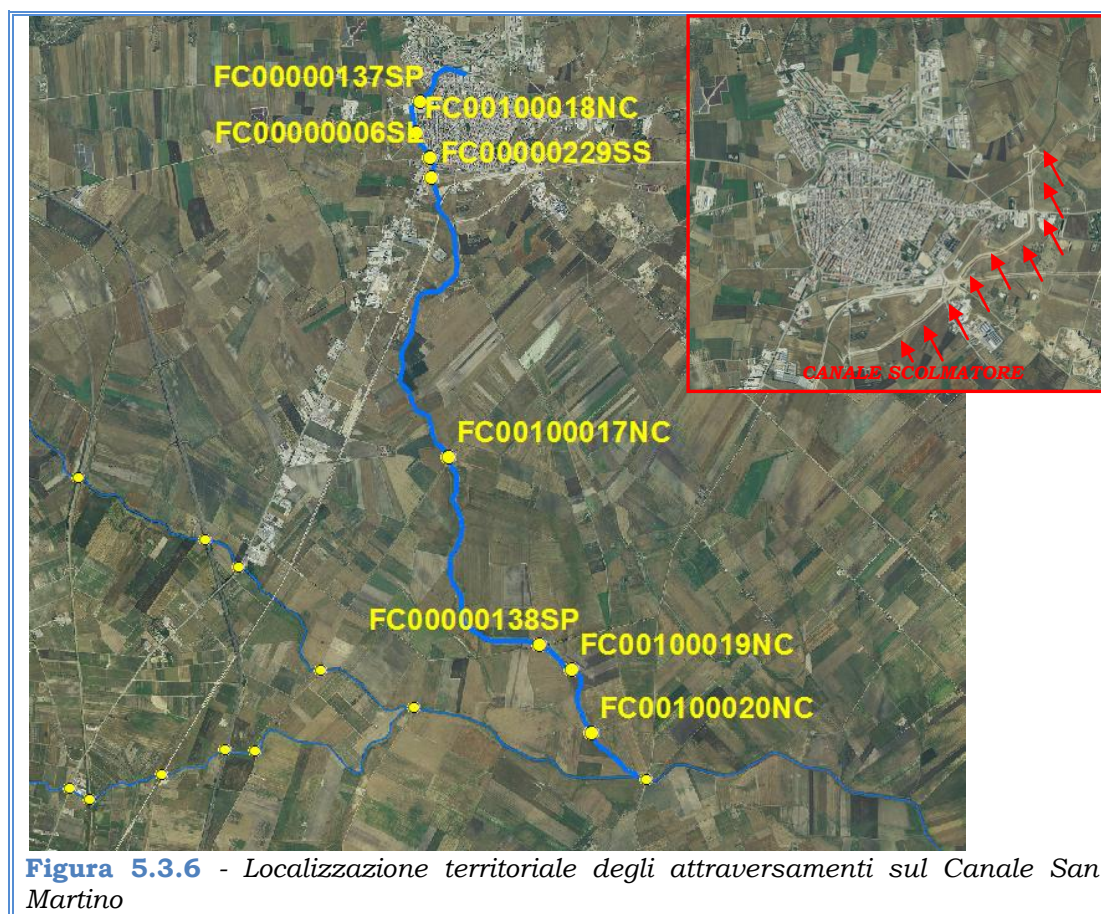 FC00000137SP
FC00100018NC
FC00000006SL
FC00000229SS
CANALE SCOLMATORE
FC00100017NC
FC00000138SP
FC00100019NC
FC00100020NC
Figura 5.3.6 - Localizzazione territoriale degli attraversamenti sul Canale San
Martino